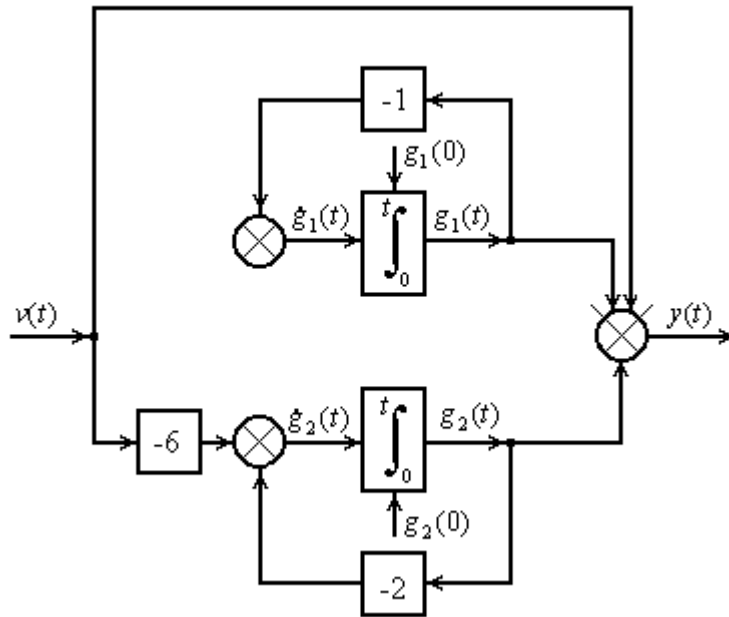 -1
g₁(0)
ġ₁(t)
t
∫
0
g₁(t)
v(t)
y(t)
-6
ġ₂(t)
t
∫
0
g₂(t)
g₂(0)
-2